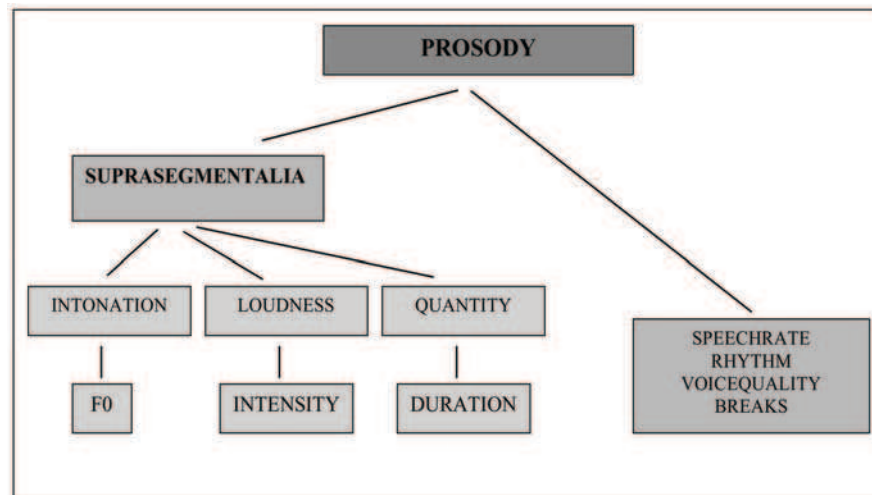 PROSODY
SUPRASEGMENTALIA
INTONATION
LOUDNESS
QUANTITY
F0
INTENSITY
DURATION
SPEECHRATE
RHYTHM
VOICEQUALITY
BREAKS